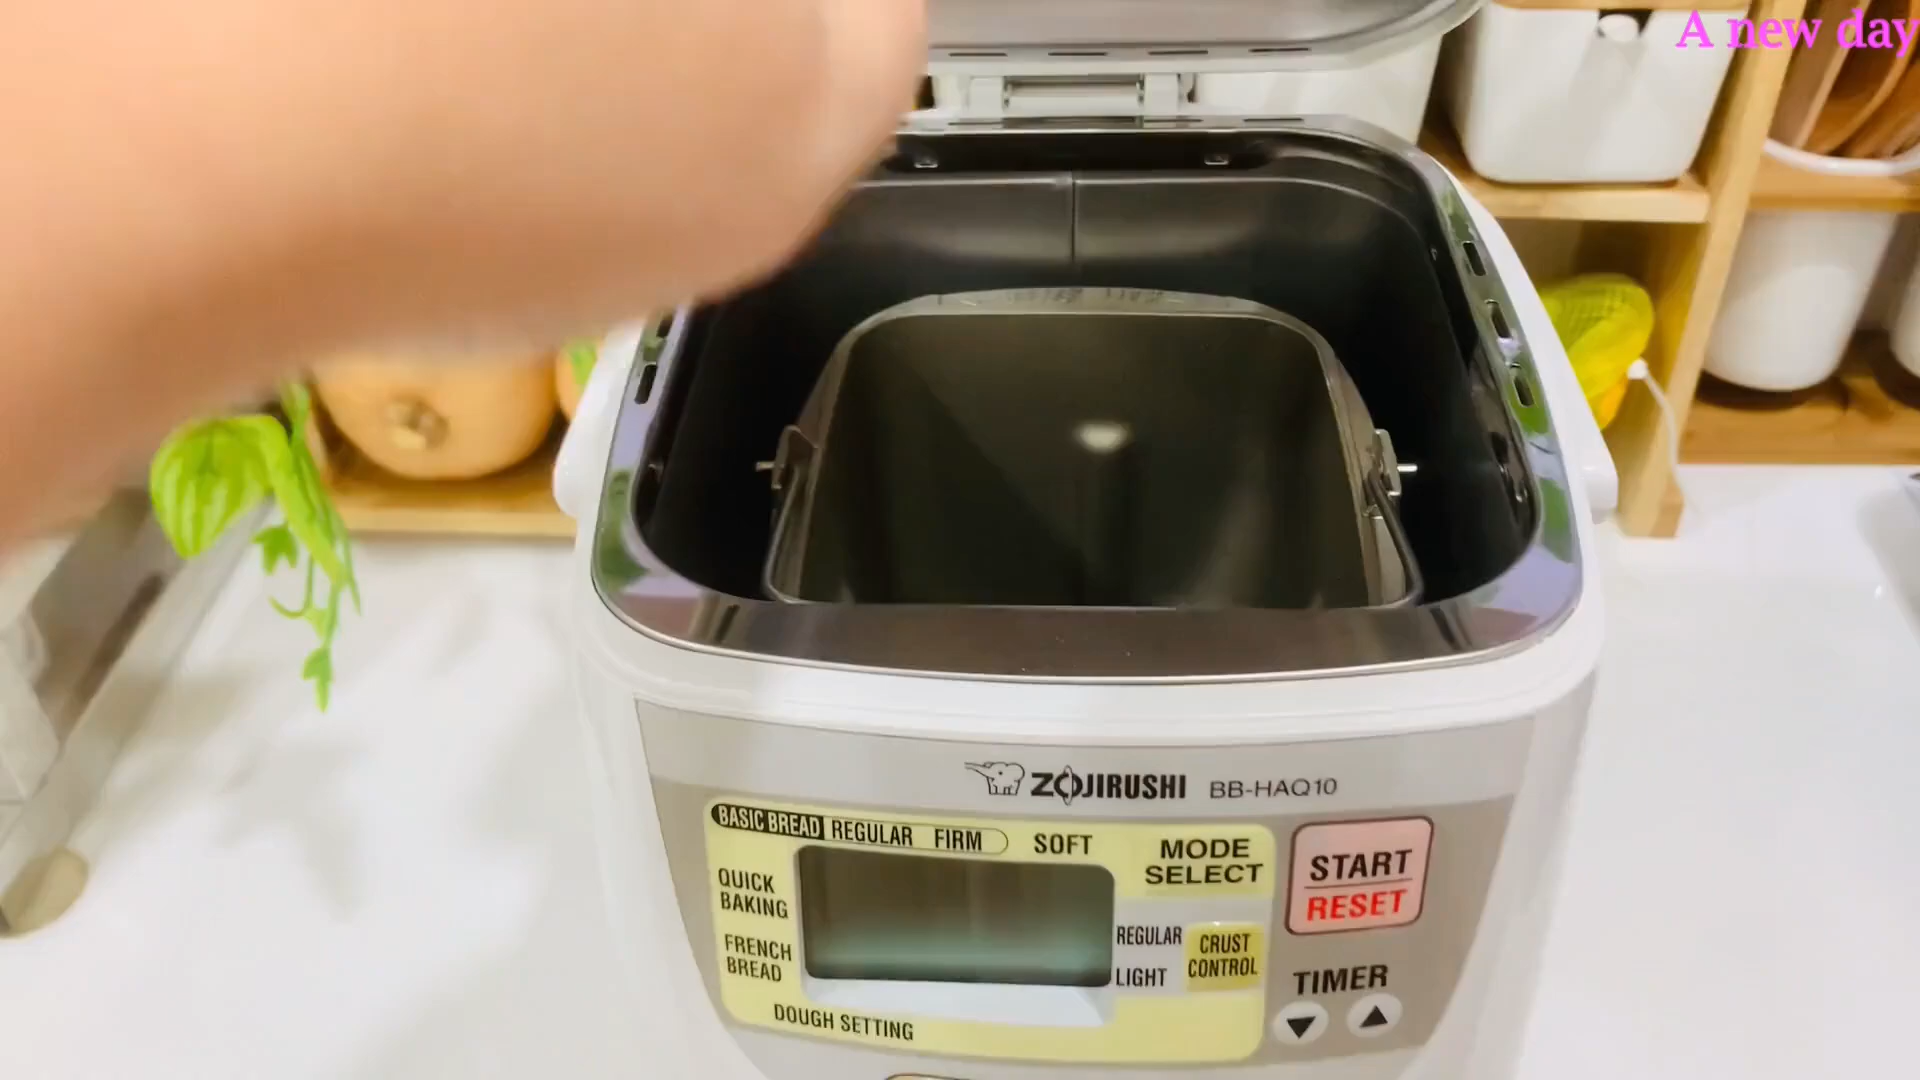 A new day
ZOJIRUSHI BB-HAQ10
BASIC BREAD REGULAR FIRM SOFT
MODE
SELECT
QUICK
BAKING
FRENCH
BREAD
DOUGH SETTING
REGULAR
LIGHT
CRUST
CONTROL
START
RESET
TIMER